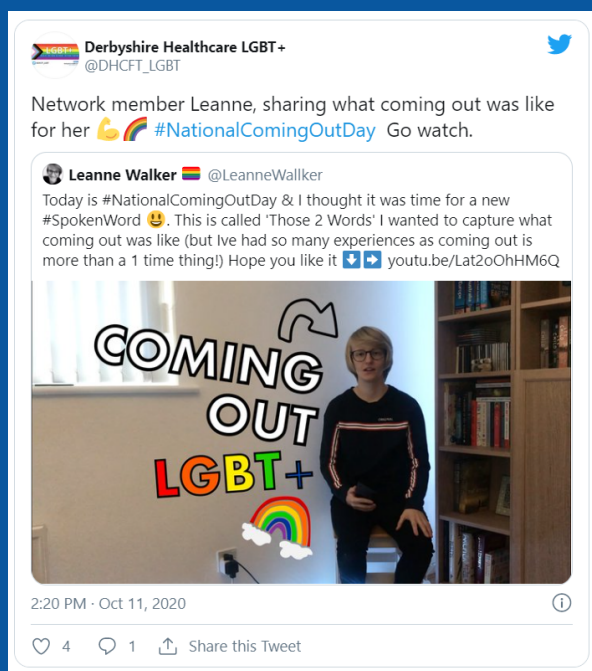 Derbyshire Healthcare LGBT+
@DHCFT_LGBT
Network member Leanne, sharing what coming out was like
for her 💪🌈 #NationalComingOutDay Go watch.
Leanne Walker 🏳️‍🌈 @LeanneWallker
Today is #NationalComingOutDay & I thought it was time for a new
#SpokenWord 😃. This is called 'Those 2 Words' I wanted to capture what
coming out was like (but Ive had so many experiences as coming out is
more than a 1 time thing!) Hope you like it ⬇️➡️ youtu.be/Lat2oOhHM6Q
COMING
OUT
LGBT+
2:20 PM · Oct 11, 2020
4 1 Share this Tweet